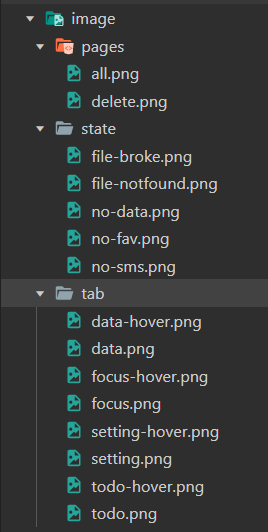 image
pages
all.png
delete.png
state
file-broke.png
file-notfound.png
no-data.png
no-fav.png
no-sms.png
tab
data-hover.png
data.png
focus-hover.png
focus.png
setting-hover.png
setting.png
todo-hover.png
todo.png